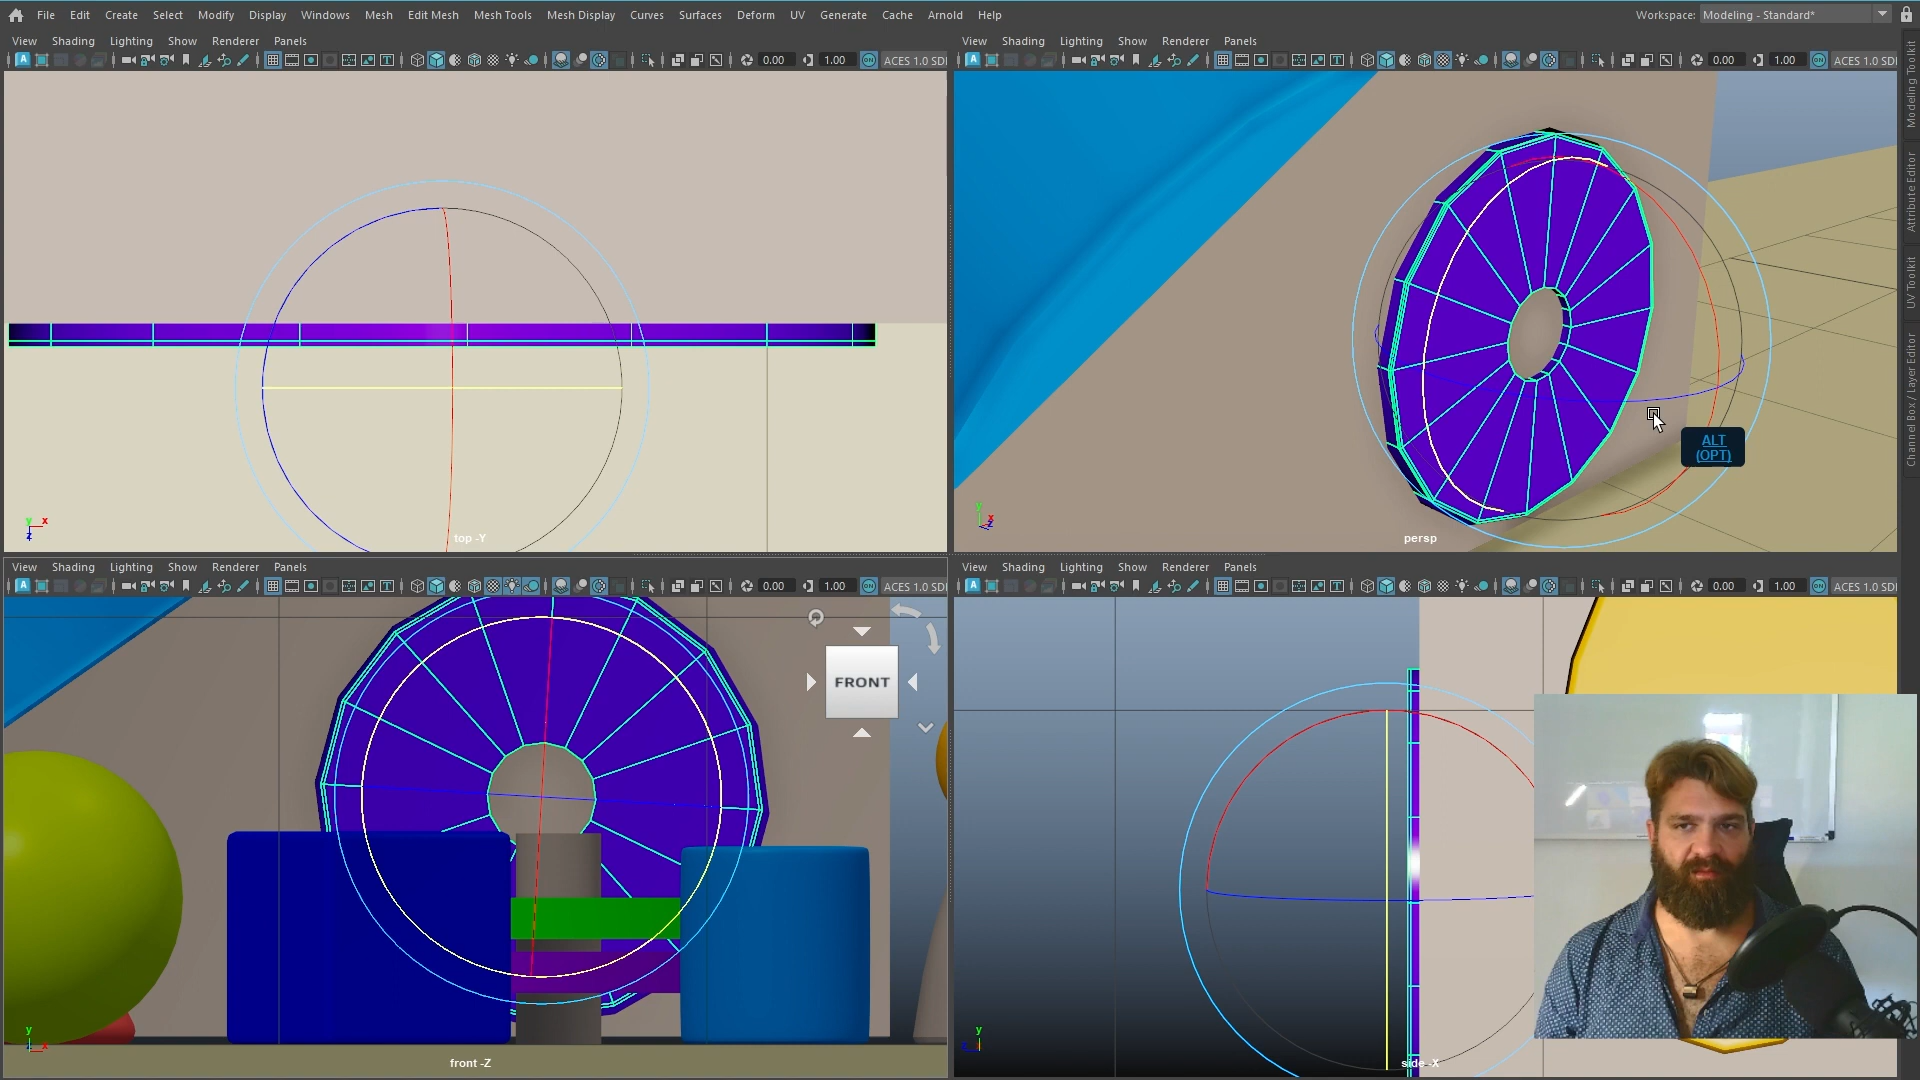 File Edit Create Select Modify Display Windows Mesh Edit Mesh Mesh Tools Mesh Display Curves Surfaces Deform UV Generate Cache Arnold Help
Workspace: Modeling - Standard*
View Shading Lighting Show Renderer Panels
0.00 1.00 ACES 1.0 SD
View Shading Lighting Show Renderer Panels
0.00 1.00 ACES 1.0 SD
Modeling Toolkit
Attribute Editor
UV Toolkit
Channel Box / Layer Editor
y x
z
top -Y
ALT
(OPT)
y x
z
persp
View Shading Lighting Show Renderer Panels
0.00 1.00 ACES 1.0 SD
View Shading Lighting Show Renderer Panels
0.00 1.00 ACES 1.0 SD
FRONT
y
x
front -Z
y
side -X